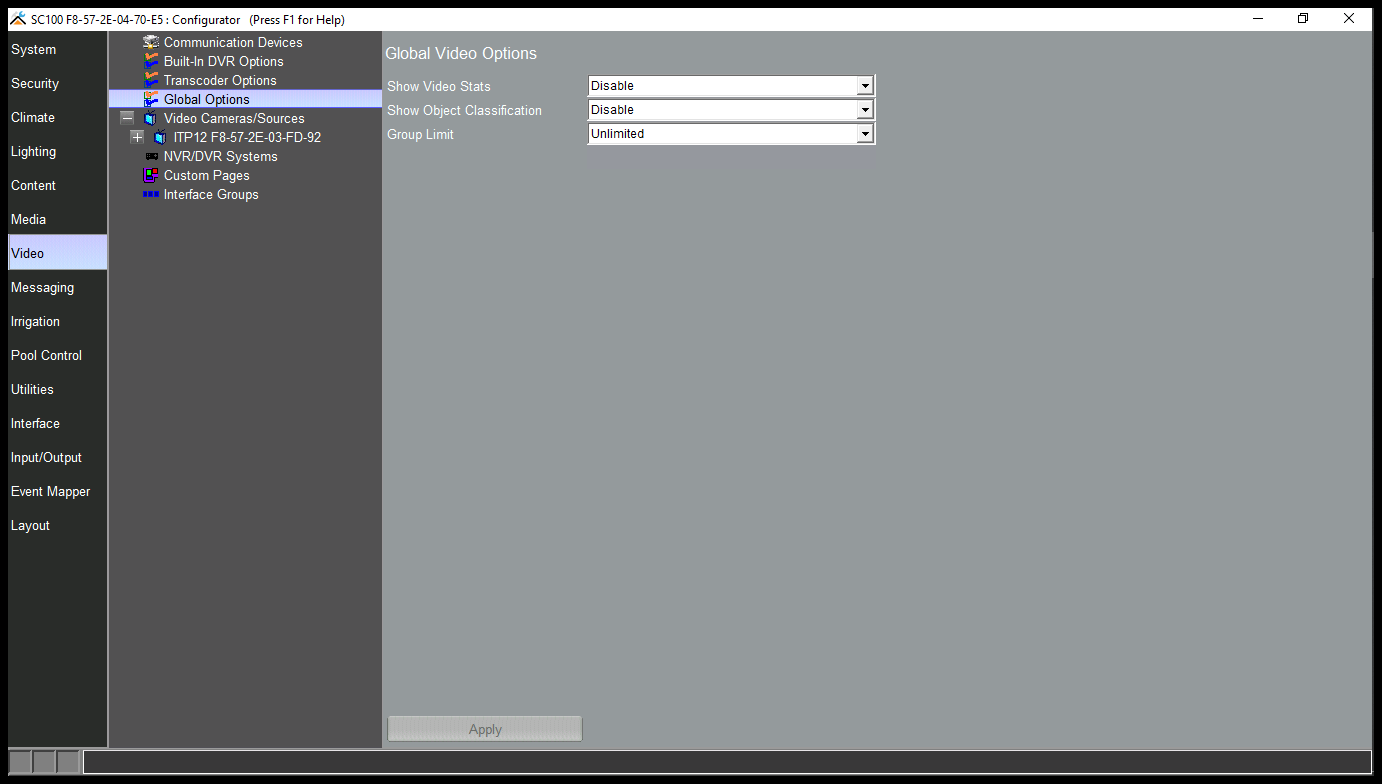 SC100 F8-57-2E-04-70-E5 : Configurator (Press F1 for Help)
System
Security
Climate
Lighting
Content
Media
Video
Messaging
Irrigation
Pool Control
Utilities
Interface
Input/Output
Event Mapper
Layout
Communication Devices
Built-In DVR Options
Transcoder Options
Global Options
Video Cameras/Sources
ITP12 F8-57-2E-03-FD-92
NVR/DVR Systems
Custom Pages
Interface Groups
Global Video Options
Show Video Stats Disable
Show Object Classification Disable
Group Limit Unlimited
Apply